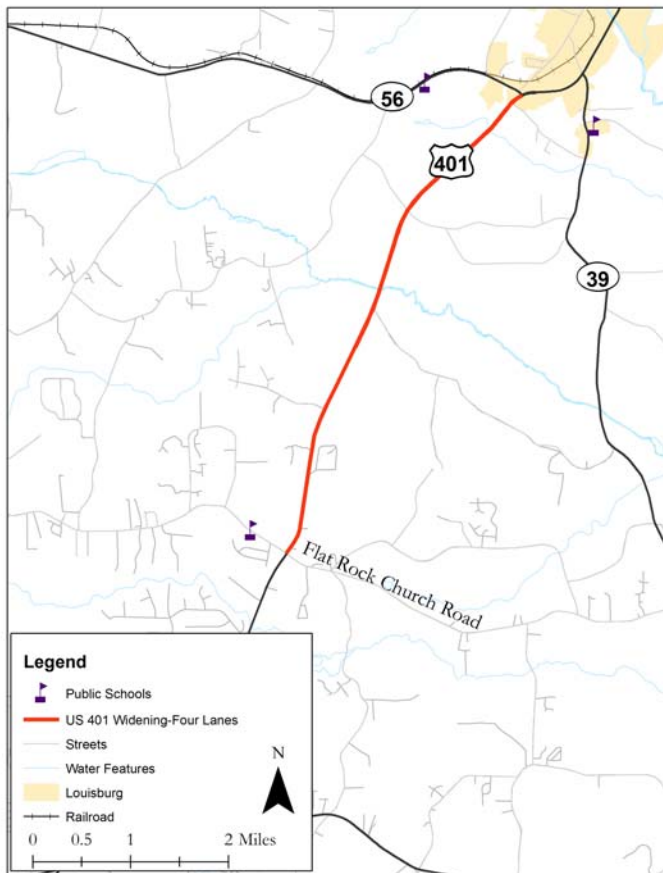 56
401
39
Flat Rock Church Road
Legend
Public Schools
US 401 Widening-Four Lanes
Streets
Water Features
Louisburg
Railroad
N
0 0.5 1 2 Miles